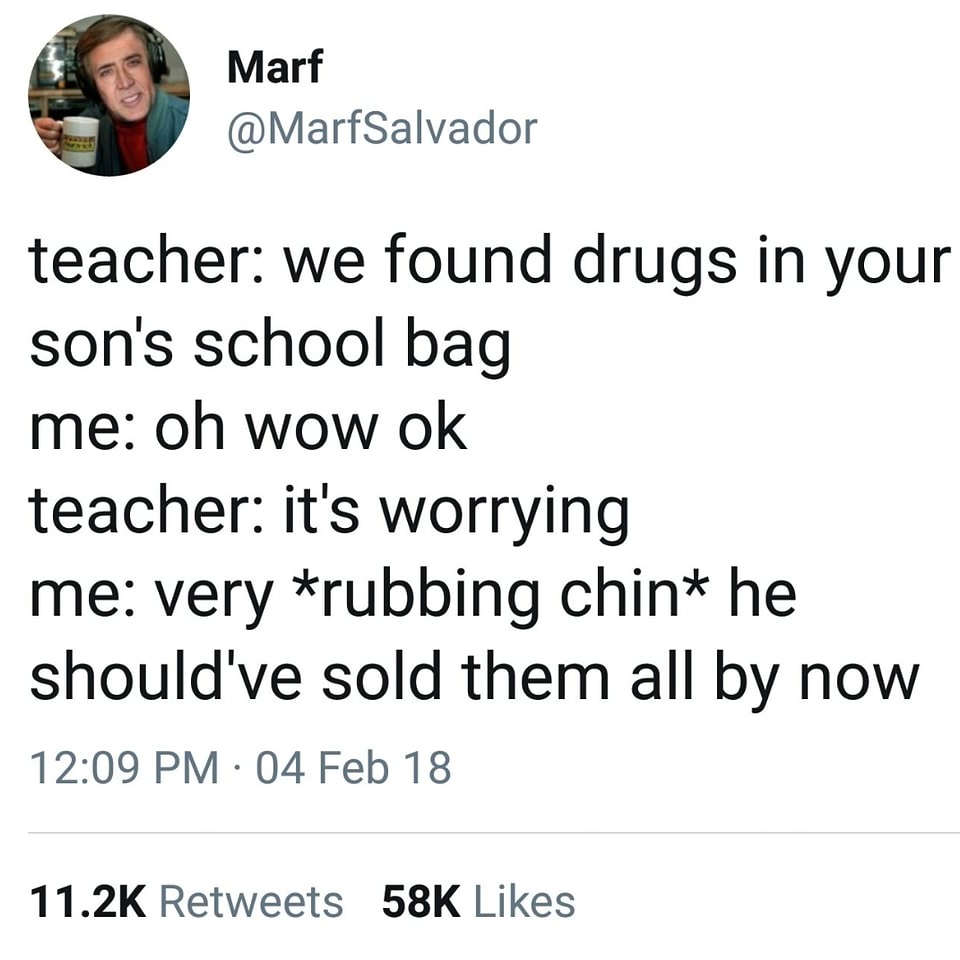 Marf
@MarfSalvador
teacher: we found drugs in your
son's school bag
me: oh wow ok
teacher: it's worrying
me: very *rubbing chin* he
should've sold them all by now
12:09 PM · 04 Feb 18
11.2K Retweets 58K Likes